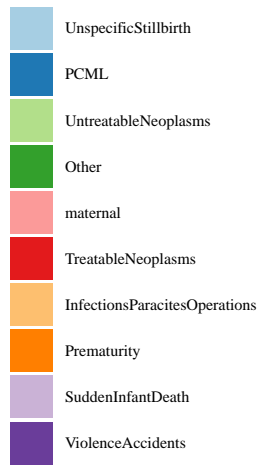 UnspecificStillbirth
PCML
UntreatableNeoplasms
Other
maternal
TreatableNeoplasms
InfectionsParacitesOperations
Prematurity
SuddenInfantDeath
ViolenceAccidents